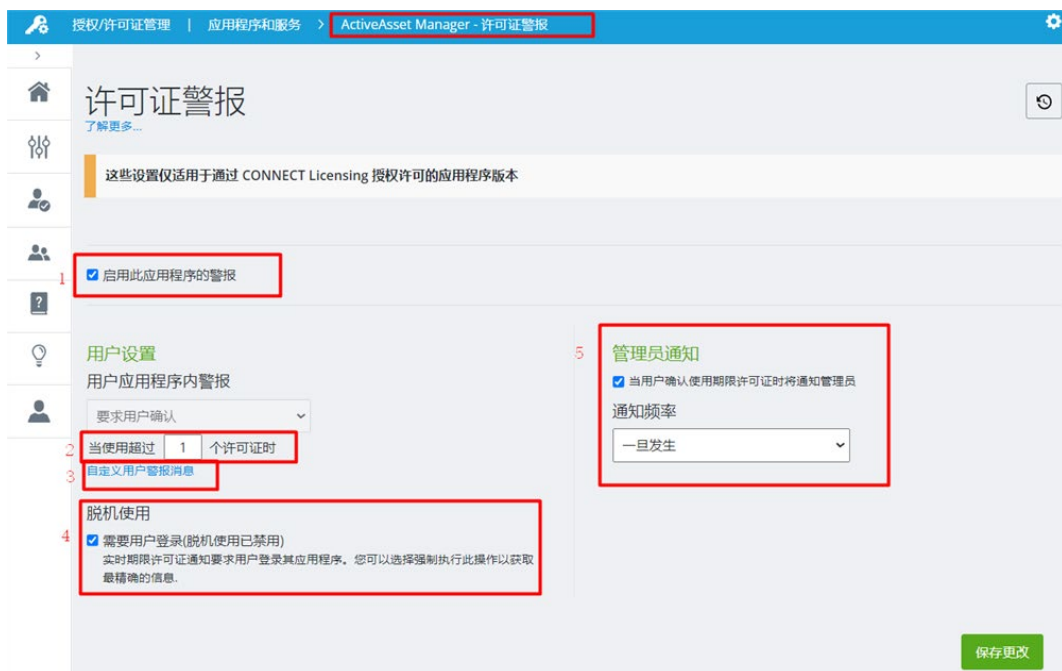 授权/许可证管理 | 应用程序和服务 > ActiveAsset Manager - 许可证警报
许可证警报
了解更多...
这些设置仅适用于通过 CONNECT Licensing 授权许可的应用程序版本
1 启用此应用程序的警报
用户设置
用户应用程序内警报
要求用户确认
2 当使用超过 1 个许可证时
3 自定义用户警报消息
脱机使用
4 需要用户登录(脱机使用已禁用)
实时期限许可证通知要求用户登录其应用程序。您可以选择强制执行此操作以获取
最精确的信息.
5 管理员通知
当用户确认使用期限许可证时将通知管理员
通知频率
一旦发生
保存更改